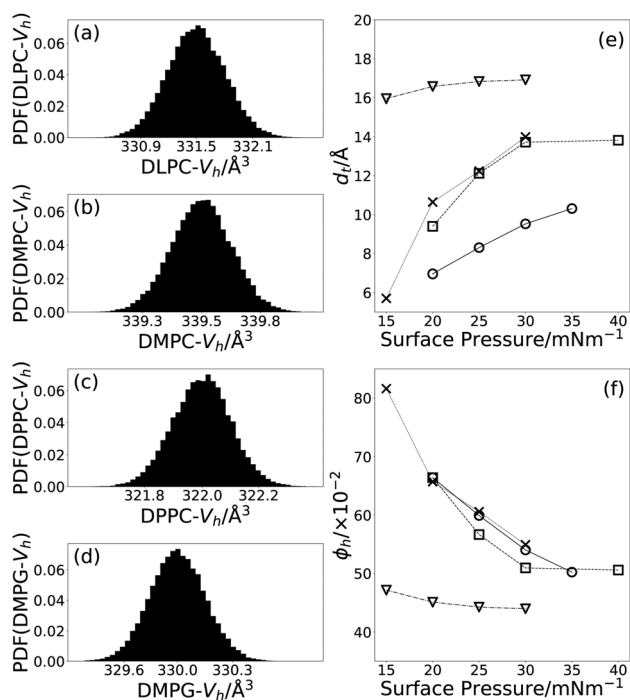 (a)
PDF(DLPC-V_h)
0.06
0.04
0.02
0.00
330.9 331.5 332.1
DLPC-V_h/Å³
(b)
PDF(DMPC-V_h)
0.06
0.04
0.02
0.00
339.3 339.5 339.8
DMPC-V_h/Å³
(c)
PDF(DPPC-V_h)
0.06
0.04
0.02
0.00
321.8 322.0 322.2
DPPC-V_h/Å³
(d)
PDF(DMPG-V_h)
0.06
0.04
0.02
0.00
329.6 330.0 330.3
DMPG-V_h/Å³
(e)
d_t/Å
20
18
16
14
12
10
8
6
15 20 25 30 35 40
Surface Pressure/mNm⁻¹
(f)
ϕ_h/×10⁻²
80
70
60
50
40
15 20 25 30 35 40
Surface Pressure/mNm⁻¹